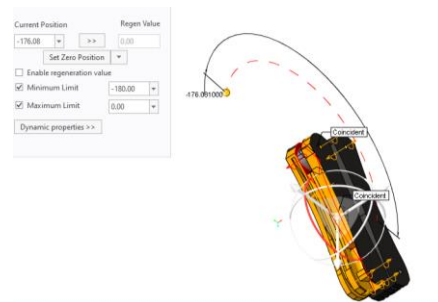 Current Position Regen Value
-176.08 >> 0.00
Set Zero Position
Enable regeneration value
Minimum Limit -180.00
Maximum Limit 0.00
Dynamic properties >>
-176.081000
Coincident
Coincident